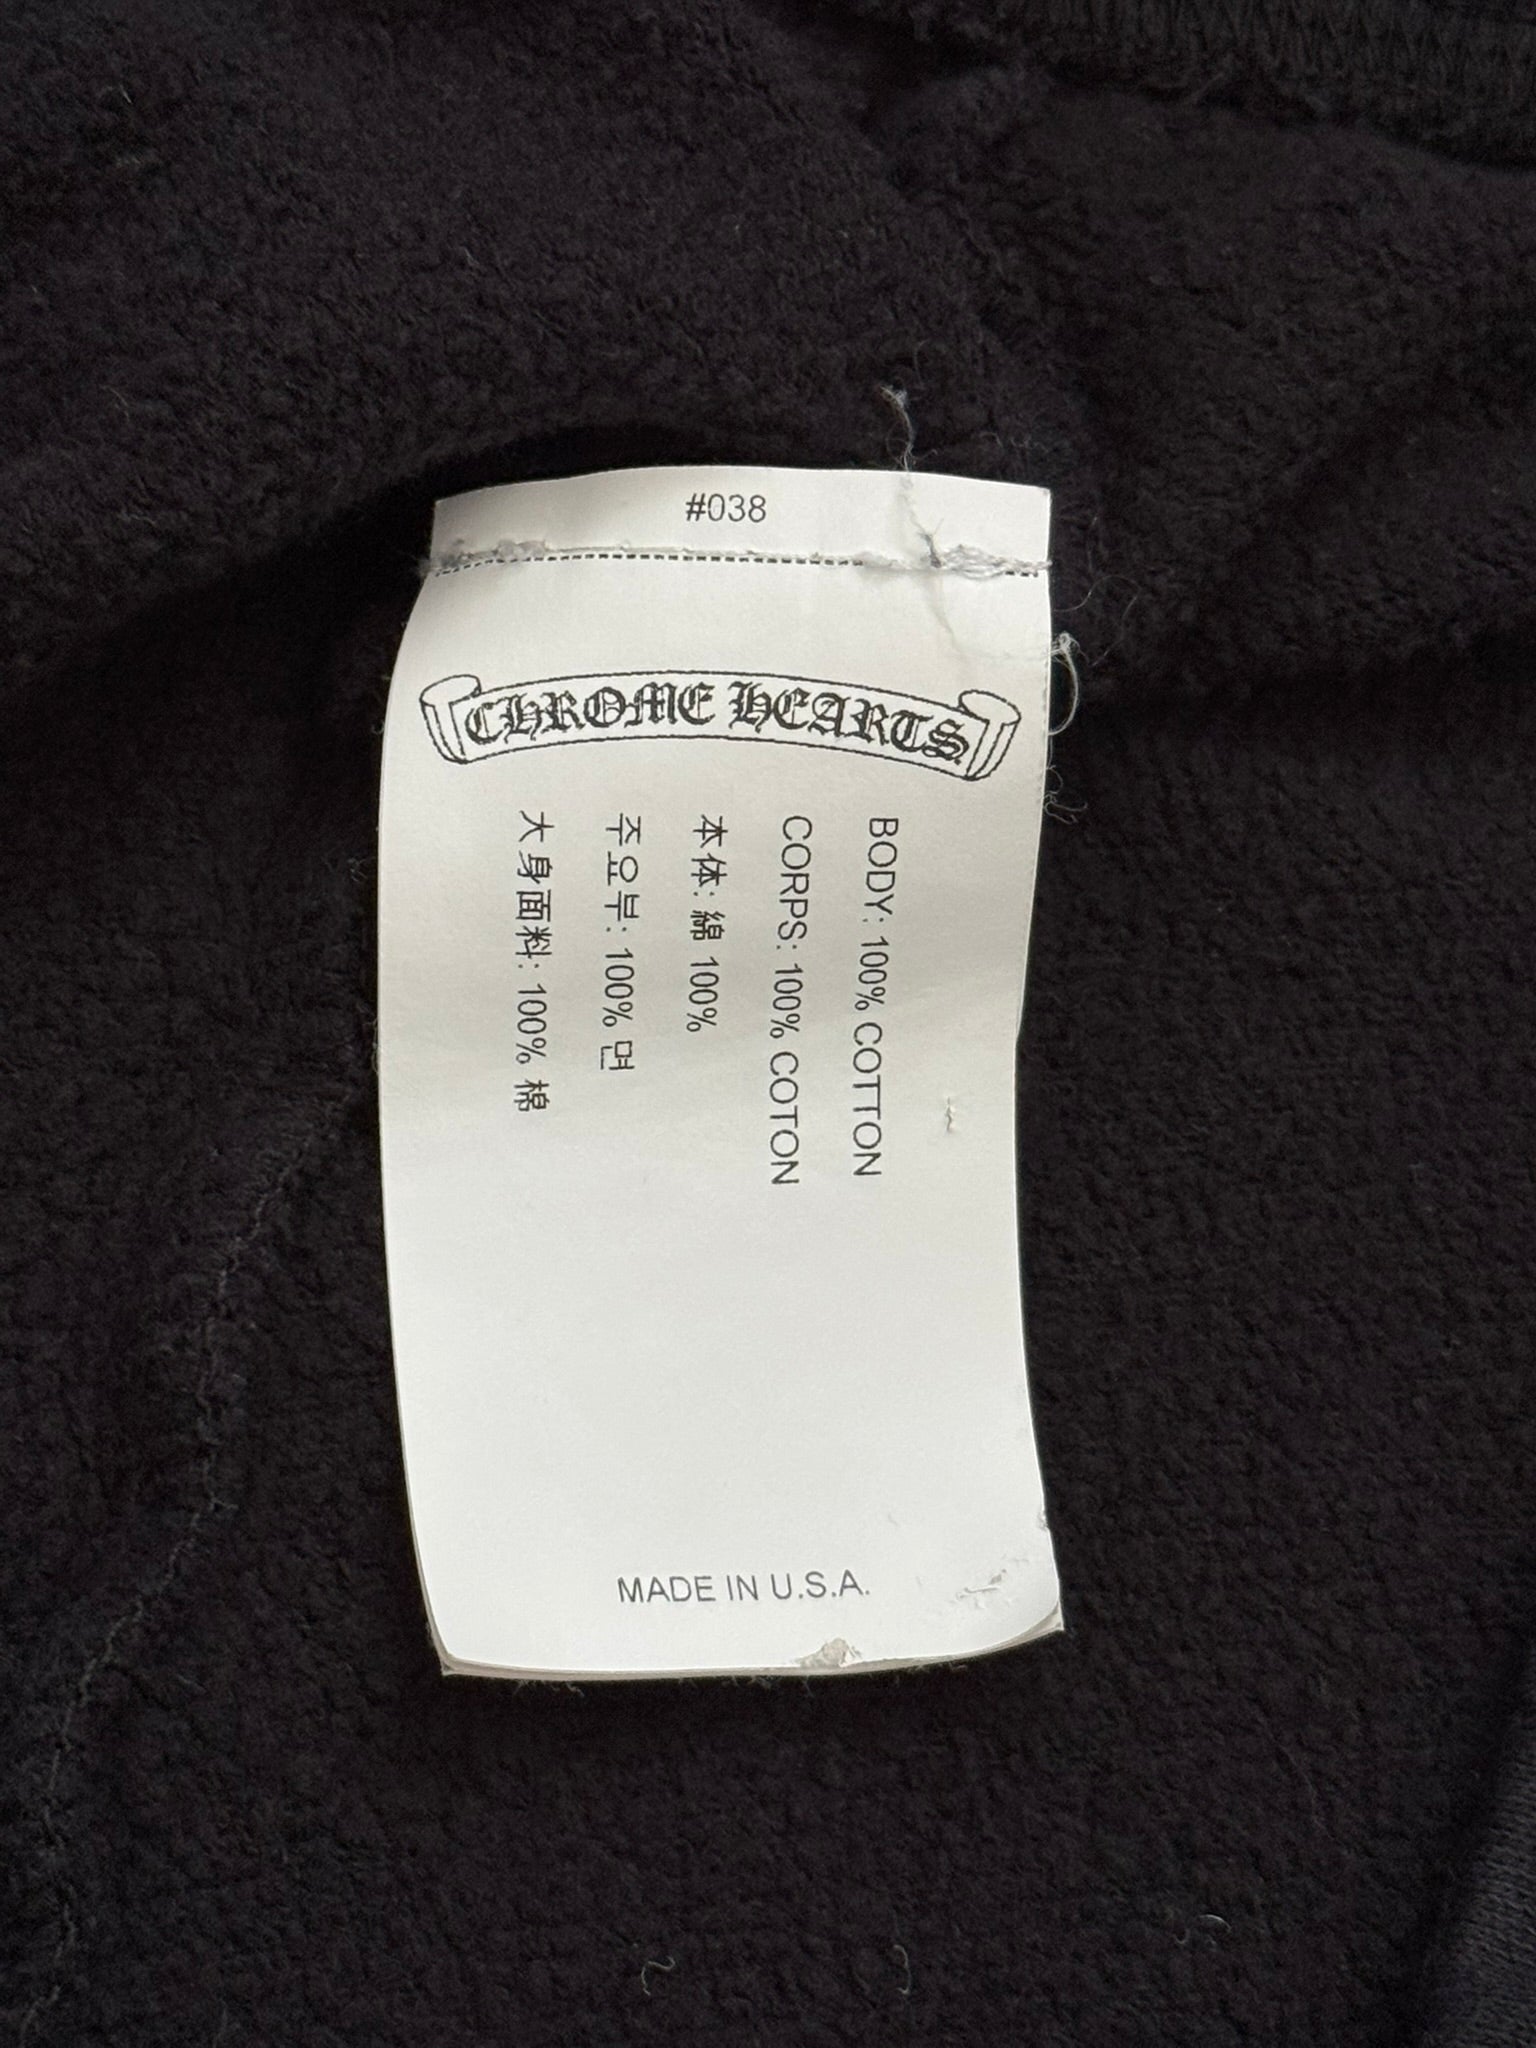 #038
CHROME HEARTS
BODY: 100% COTTON
CORPS: 100% COTON
本体: 綿 100%
주요부: 100% 면
大身面料: 100% 棉
MADE IN U.S.A.